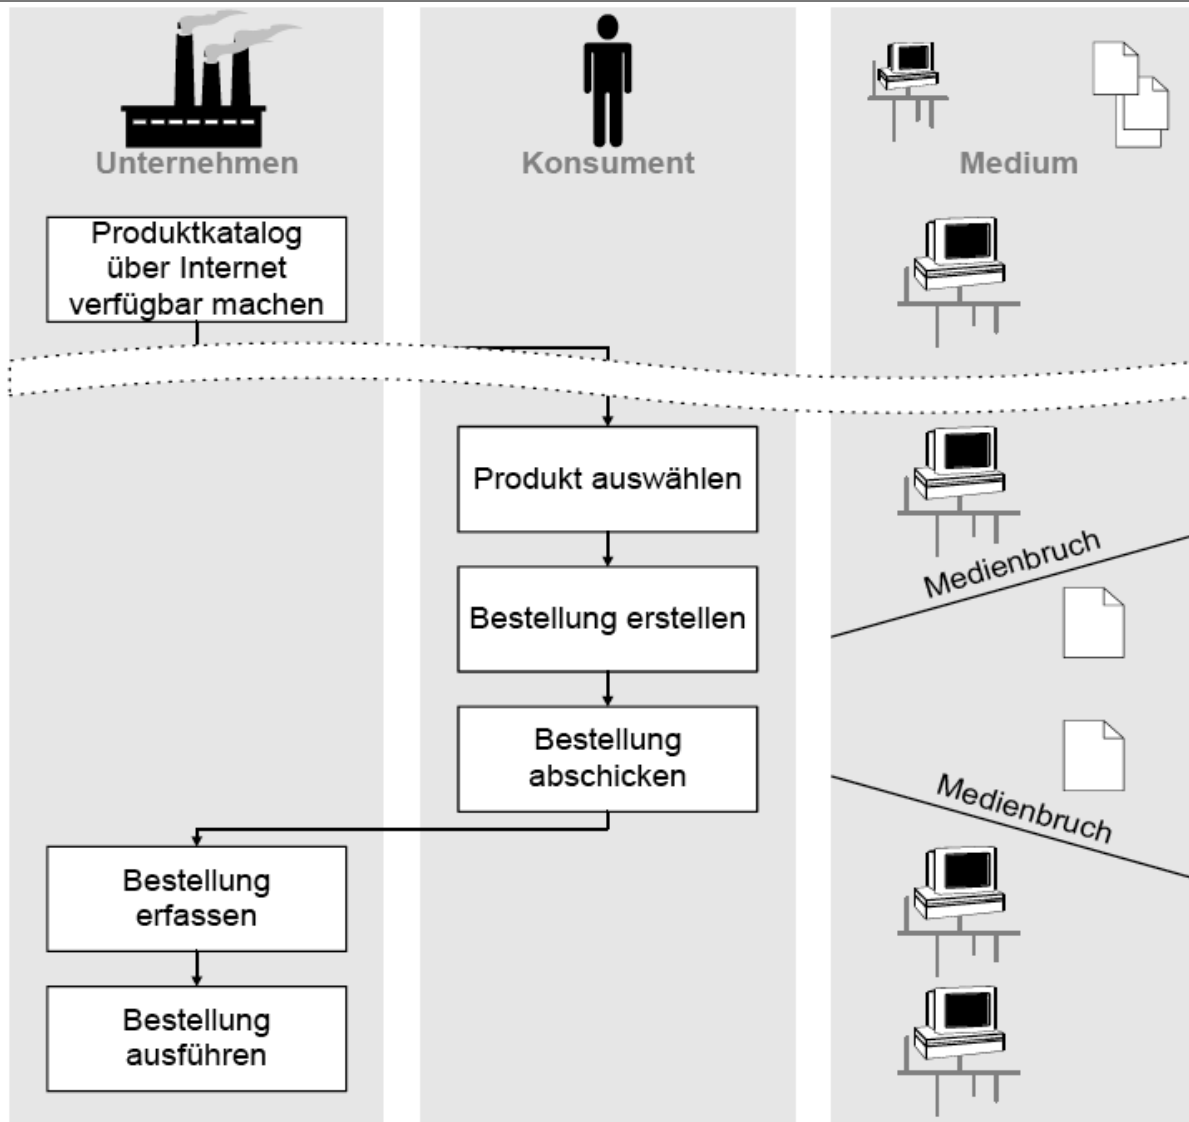 Unternehmen
Konsument
Medium
Produktkatalog
über Internet
verfügbar machen
Produkt auswählen
Medienbruch
Bestellung erstellen
Bestellung
abschicken
Medienbruch
Bestellung
erfassen
Bestellung
ausführen